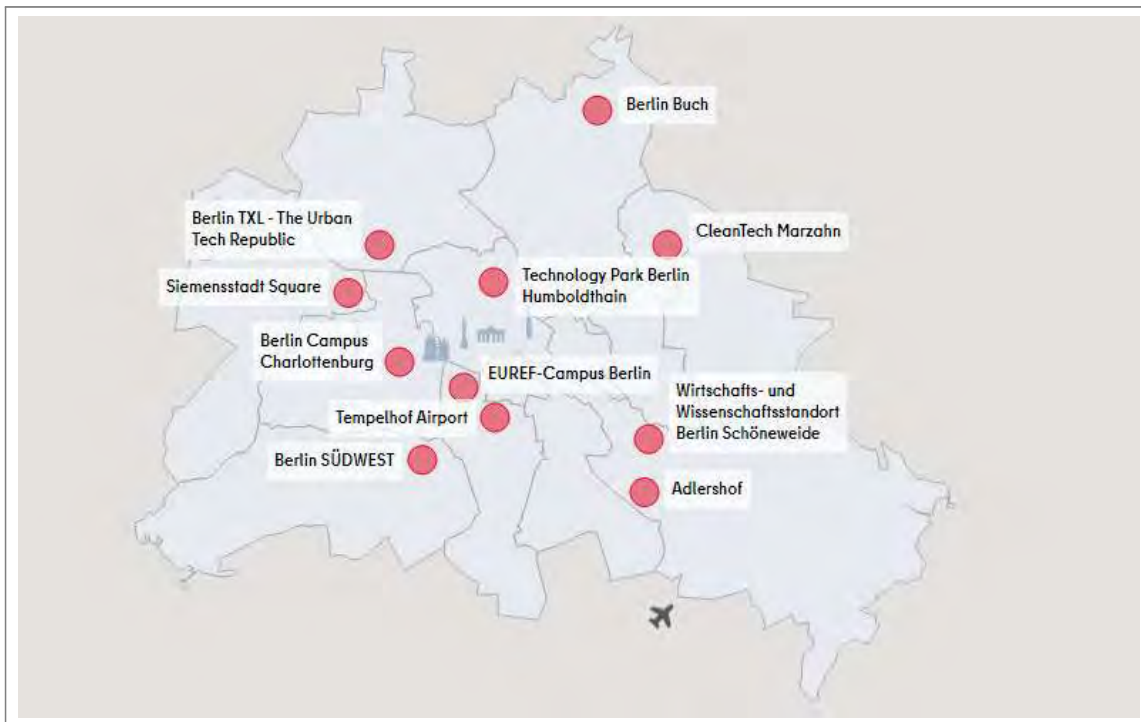 Berlin Buch
Berlin TXL - The Urban
Tech Republic
CleanTech Marzahn
Technology Park Berlin
Humboldthain
Siemensstadt Square
Berlin Campus
Charlottenburg
EUREF-Campus Berlin
Wirtschafts- und
Wissenschaftsstandort
Berlin Schöneweide
Tempelhof Airport
Berlin SÜDWEST
Adlershof